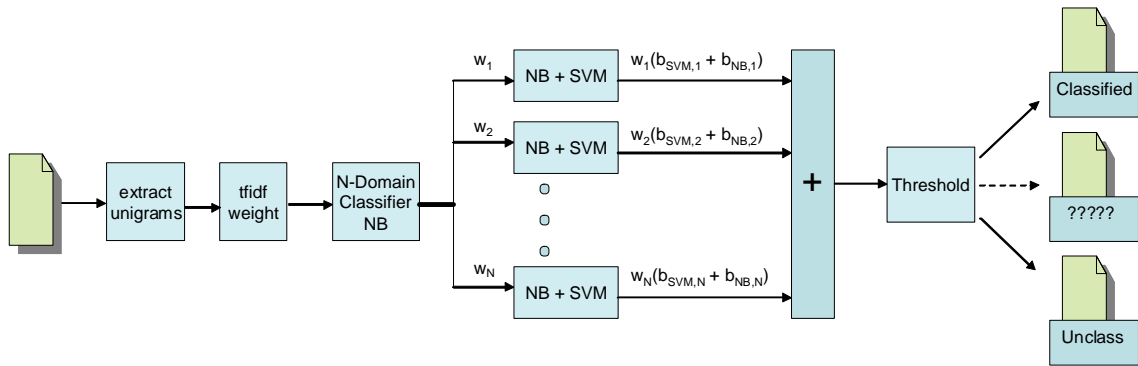 extract
unigrams
tfidf
weight
N-Domain
Classifier
NB
w1
NB + SVM
w1(bSVM,1 + bNB,1)
w2
NB + SVM
w2(bSVM,2 + bNB,2)
wN
NB + SVM
wN(bSVM,N + bNB,N)
+
Threshold
Classified
?????
Unclass